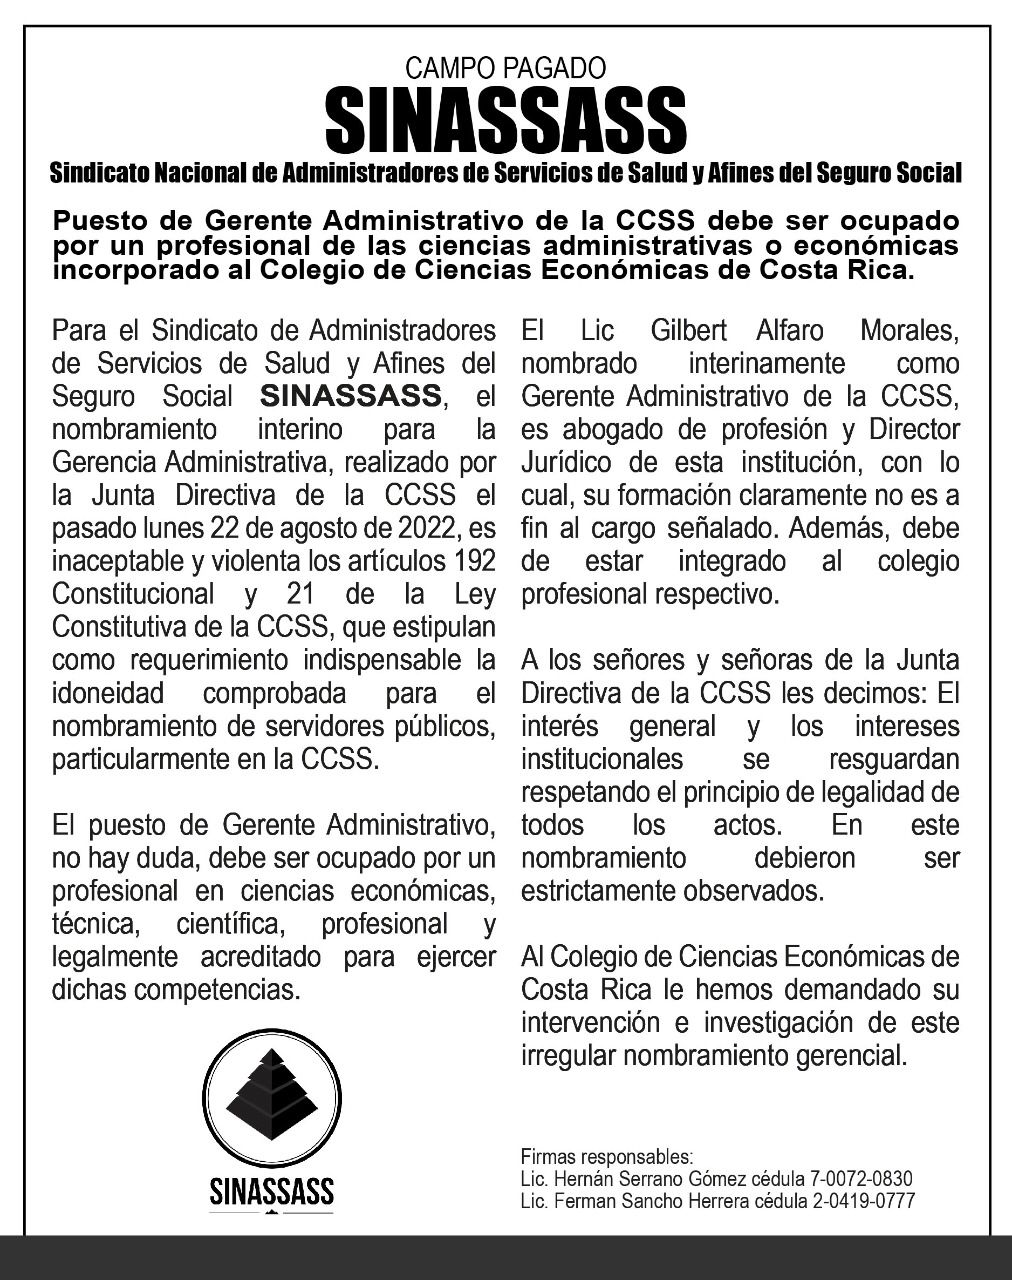 CAMPO PAGADO
SINASSASS
Sindicato Nacional de Administradores de Servicios de Salud y Afines del Seguro Social
Puesto de Gerente Administrativo de la CCSS debe ser ocupado
por un profesional de las ciencias administrativas o económicas
incorporado al Colegio de Ciencias Económicas de Costa Rica.
Para el Sindicato de Administradores
de Servicios de Salud y Afines del
Seguro Social SINASSASS, el
nombramiento interino para la
Gerencia Administrativa, realizado por
la Junta Directiva de la CCSS el
pasado lunes 22 de agosto de 2022, es
inaceptable y violenta los artículos 192
Constitucional y 21 de la Ley
Constitutiva de la CCSS, que estipulan
como requerimiento indispensable la
idoneidad comprobada para el
nombramiento de servidores públicos,
particularmente en la CCSS.
El puesto de Gerente Administrativo,
no hay duda, debe ser ocupado por un
profesional en ciencias económicas,
técnica, científica, profesional y
legalmente acreditado para ejercer
dichas competencias.
SINASSASS
El Lic Gilbert Alfaro Morales,
nombrado interinamente como
Gerente Administrativo de la CCSS,
es abogado de profesión y Director
Jurídico de esta institución, con lo
cual, su formación claramente no es a
fin al cargo señalado. Además, debe
de estar integrado al colegio
profesional respectivo.
A los señores y señoras de la Junta
Directiva de la CCSS les decimos: El
interés general y los intereses
institucionales se resguardan
respetando el principio de legalidad de
todos los actos. En este
nombramiento debieron ser
estrictamente observados.
Al Colegio de Ciencias Económicas de
Costa Rica le hemos demandado su
intervención e investigación de este
irregular nombramiento gerencial.
Firmas responsables:
Lic. Hernán Serrano Gómez cédula 7-0072-0830
Lic. Ferman Sancho Herrera cédula 2-0419-0777